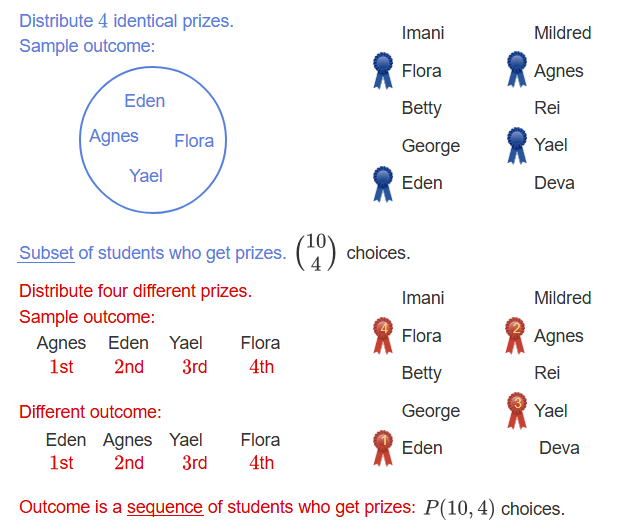 Distribute 4 identical prizes.
Sample outcome:
Eden
Agnes Flora
Yael
Imani Mildred
Flora Agnes
Betty Rei
George Yael
Eden Deva
Subset of students who get prizes. (10 4) choices.
Distribute four different prizes.
Sample outcome:
Agnes Eden Yael Flora
1st 2nd 3rd 4th
Different outcome:
Eden Agnes Yael Flora
1st 2nd 3rd 4th
Imani Mildred
4 Flora 2 Agnes
Betty Rei
George 3 Yael
1 Eden Deva
Outcome is a sequence of students who get prizes: P(10, 4) choices.